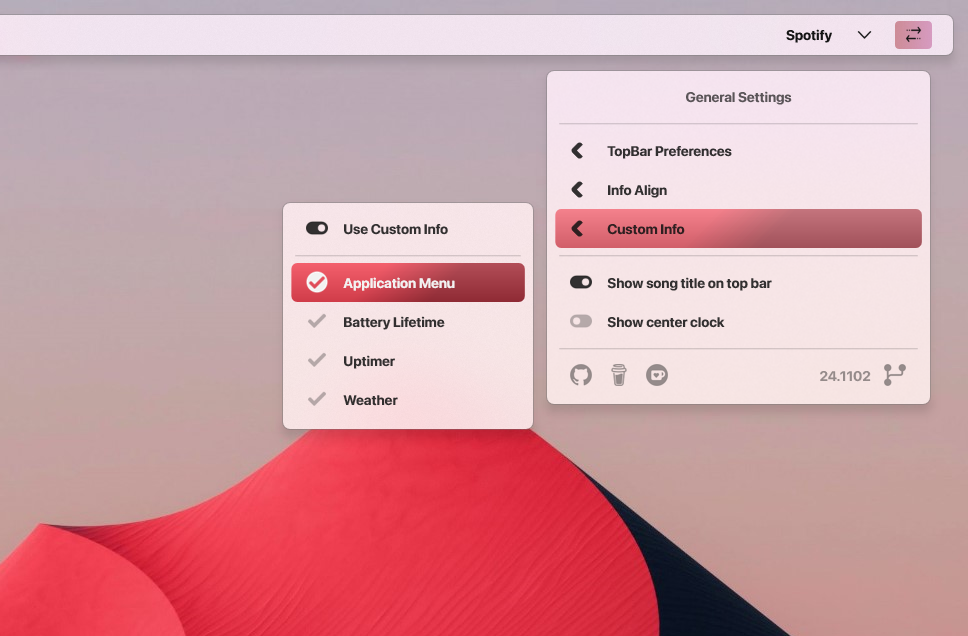 Spotify
General Settings
TopBar Preferences
Info Align
Custom Info
Show song title on top bar
Show center clock
24.1102
Use Custom Info
Application Menu
Battery Lifetime
Uptimer
Weather